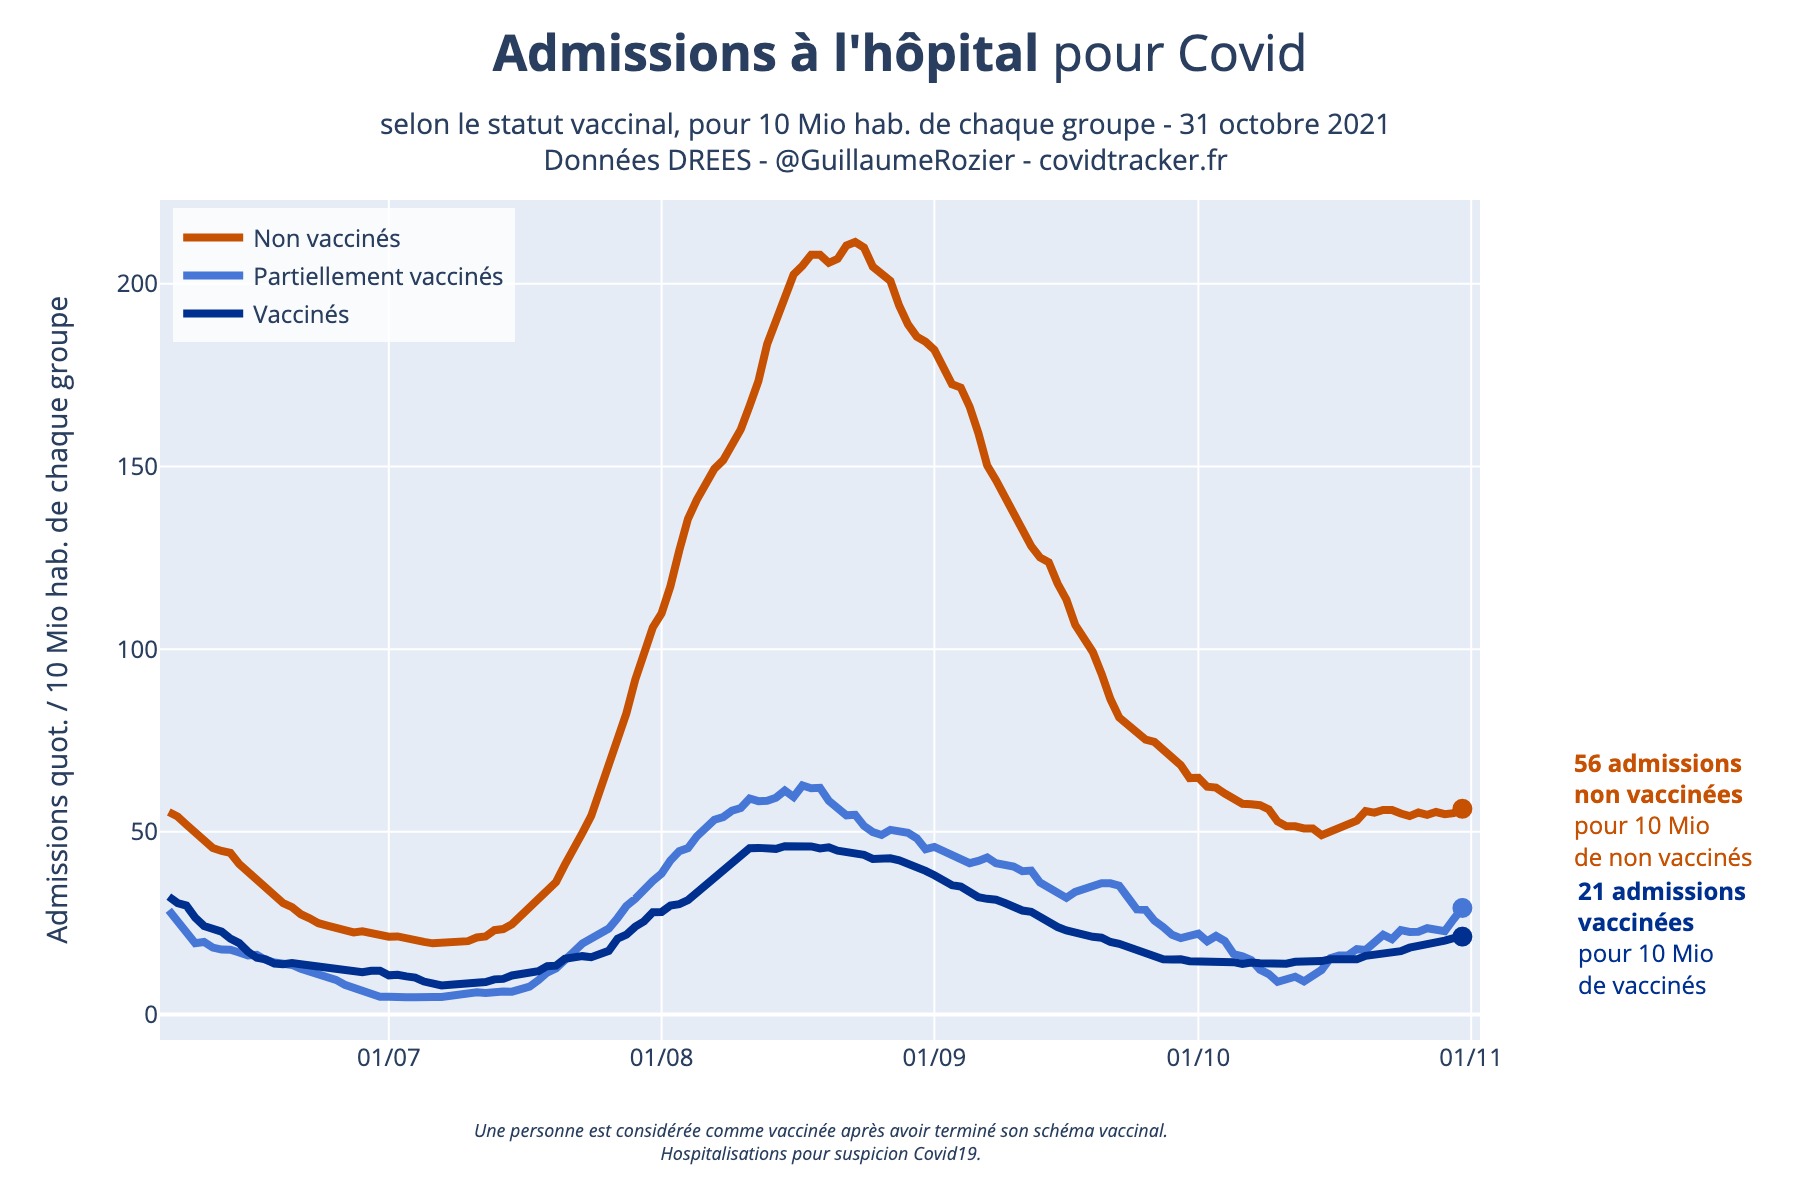 Admissions à l'hôpital pour Covid
selon le statut vaccinal, pour 10 Mio hab. de chaque groupe - 31 octobre 2021
Données DREES - @GuillaumeRozier - covidtracker.fr
Non vaccinés
Partiellement vaccinés
Vaccinés
Admissions quot. / 10 Mio hab. de chaque groupe
200
150
100
50
0
01/07
01/08
01/09
01/10
01/11
56 admissions
non vaccinées
pour 10 Mio
de non vaccinés
21 admissions
vaccinées
pour 10 Mio
de vaccinés
Une personne est considérée comme vaccinée après avoir terminé son schéma vaccinal.
Hospitalisations pour suspicion Covid19.